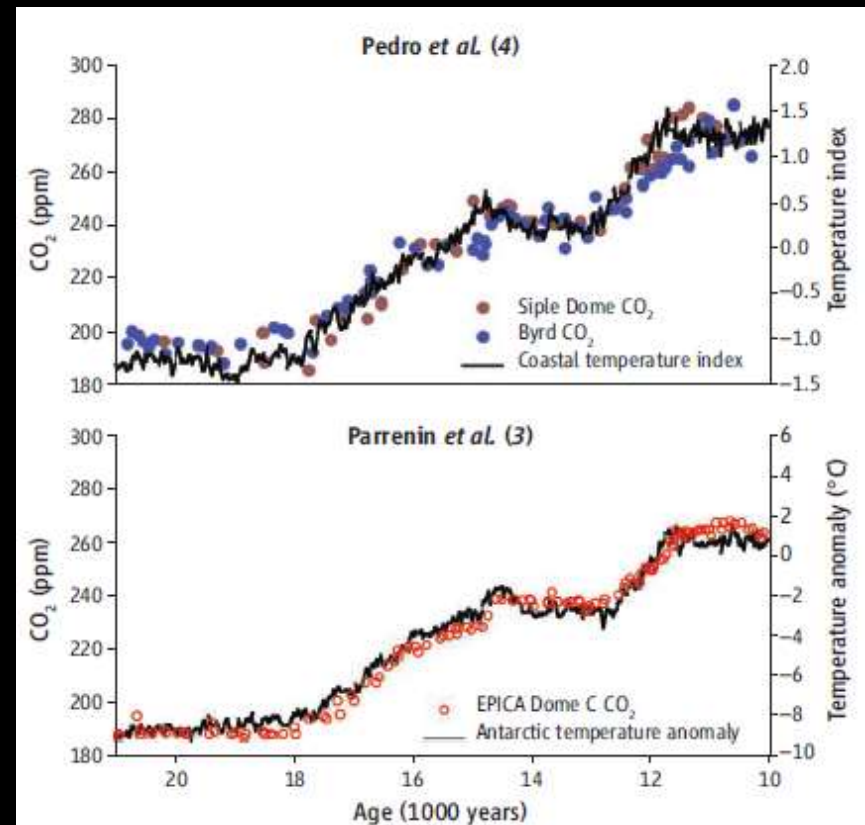 Pedro et al. (4)
300
280
260
240
220
200
180
CO₂ (ppm)
2.0
1.5
1.0
0.5
0.0
−0.5
−1.0
−1.5
Temperature index
Siple Dome CO₂
Byrd CO₂
Coastal temperature index
Parrenin et al. (3)
300
280
260
240
220
200
180
CO₂ (ppm)
6
4
2
0
−2
−4
−6
−8
−10
Temperature anomaly (°C)
EPICA Dome C CO₂
Antarctic temperature anomaly
20 18 16 14 12 10
Age (1000 years)